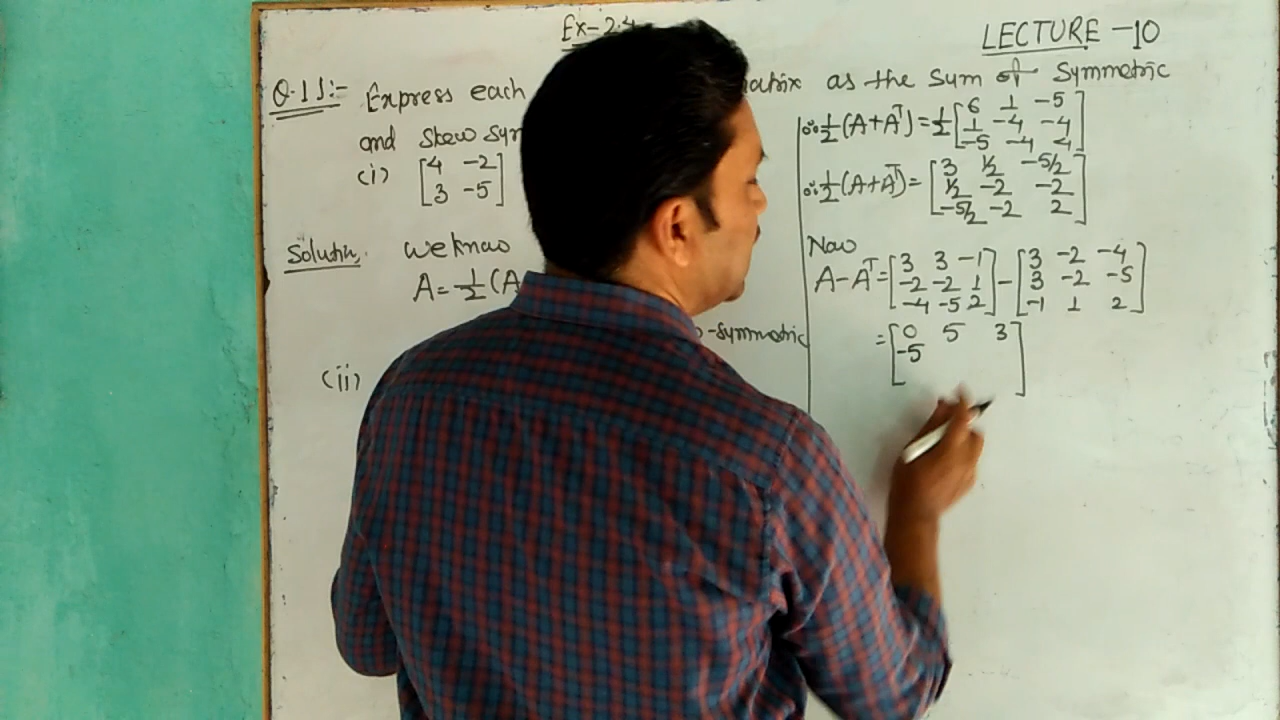 Ex-2.4
LECTURE -10
Q.1]:- Express each matrix as the sum of symmetric
and skew sym
(i) [4 -2
3 -5]
Solution. we know
A = 1/2 (A
-symmetric
(ii)
∴ 1/2 (A+A^T) = 1/2 [6 1 -5
1 -4 -4
-5 -4 4]
∴ 1/2 (A+A^T) = [3 1/2 -5/2
1/2 -2 -2
-5/2 -2 2]
Now
A-A^T = [3 3 -1
-2 -2 1
-4 -5 2] - [3 -2 -4
3 -2 -5
-1 1 2]
= [0 5 3
-5 ]